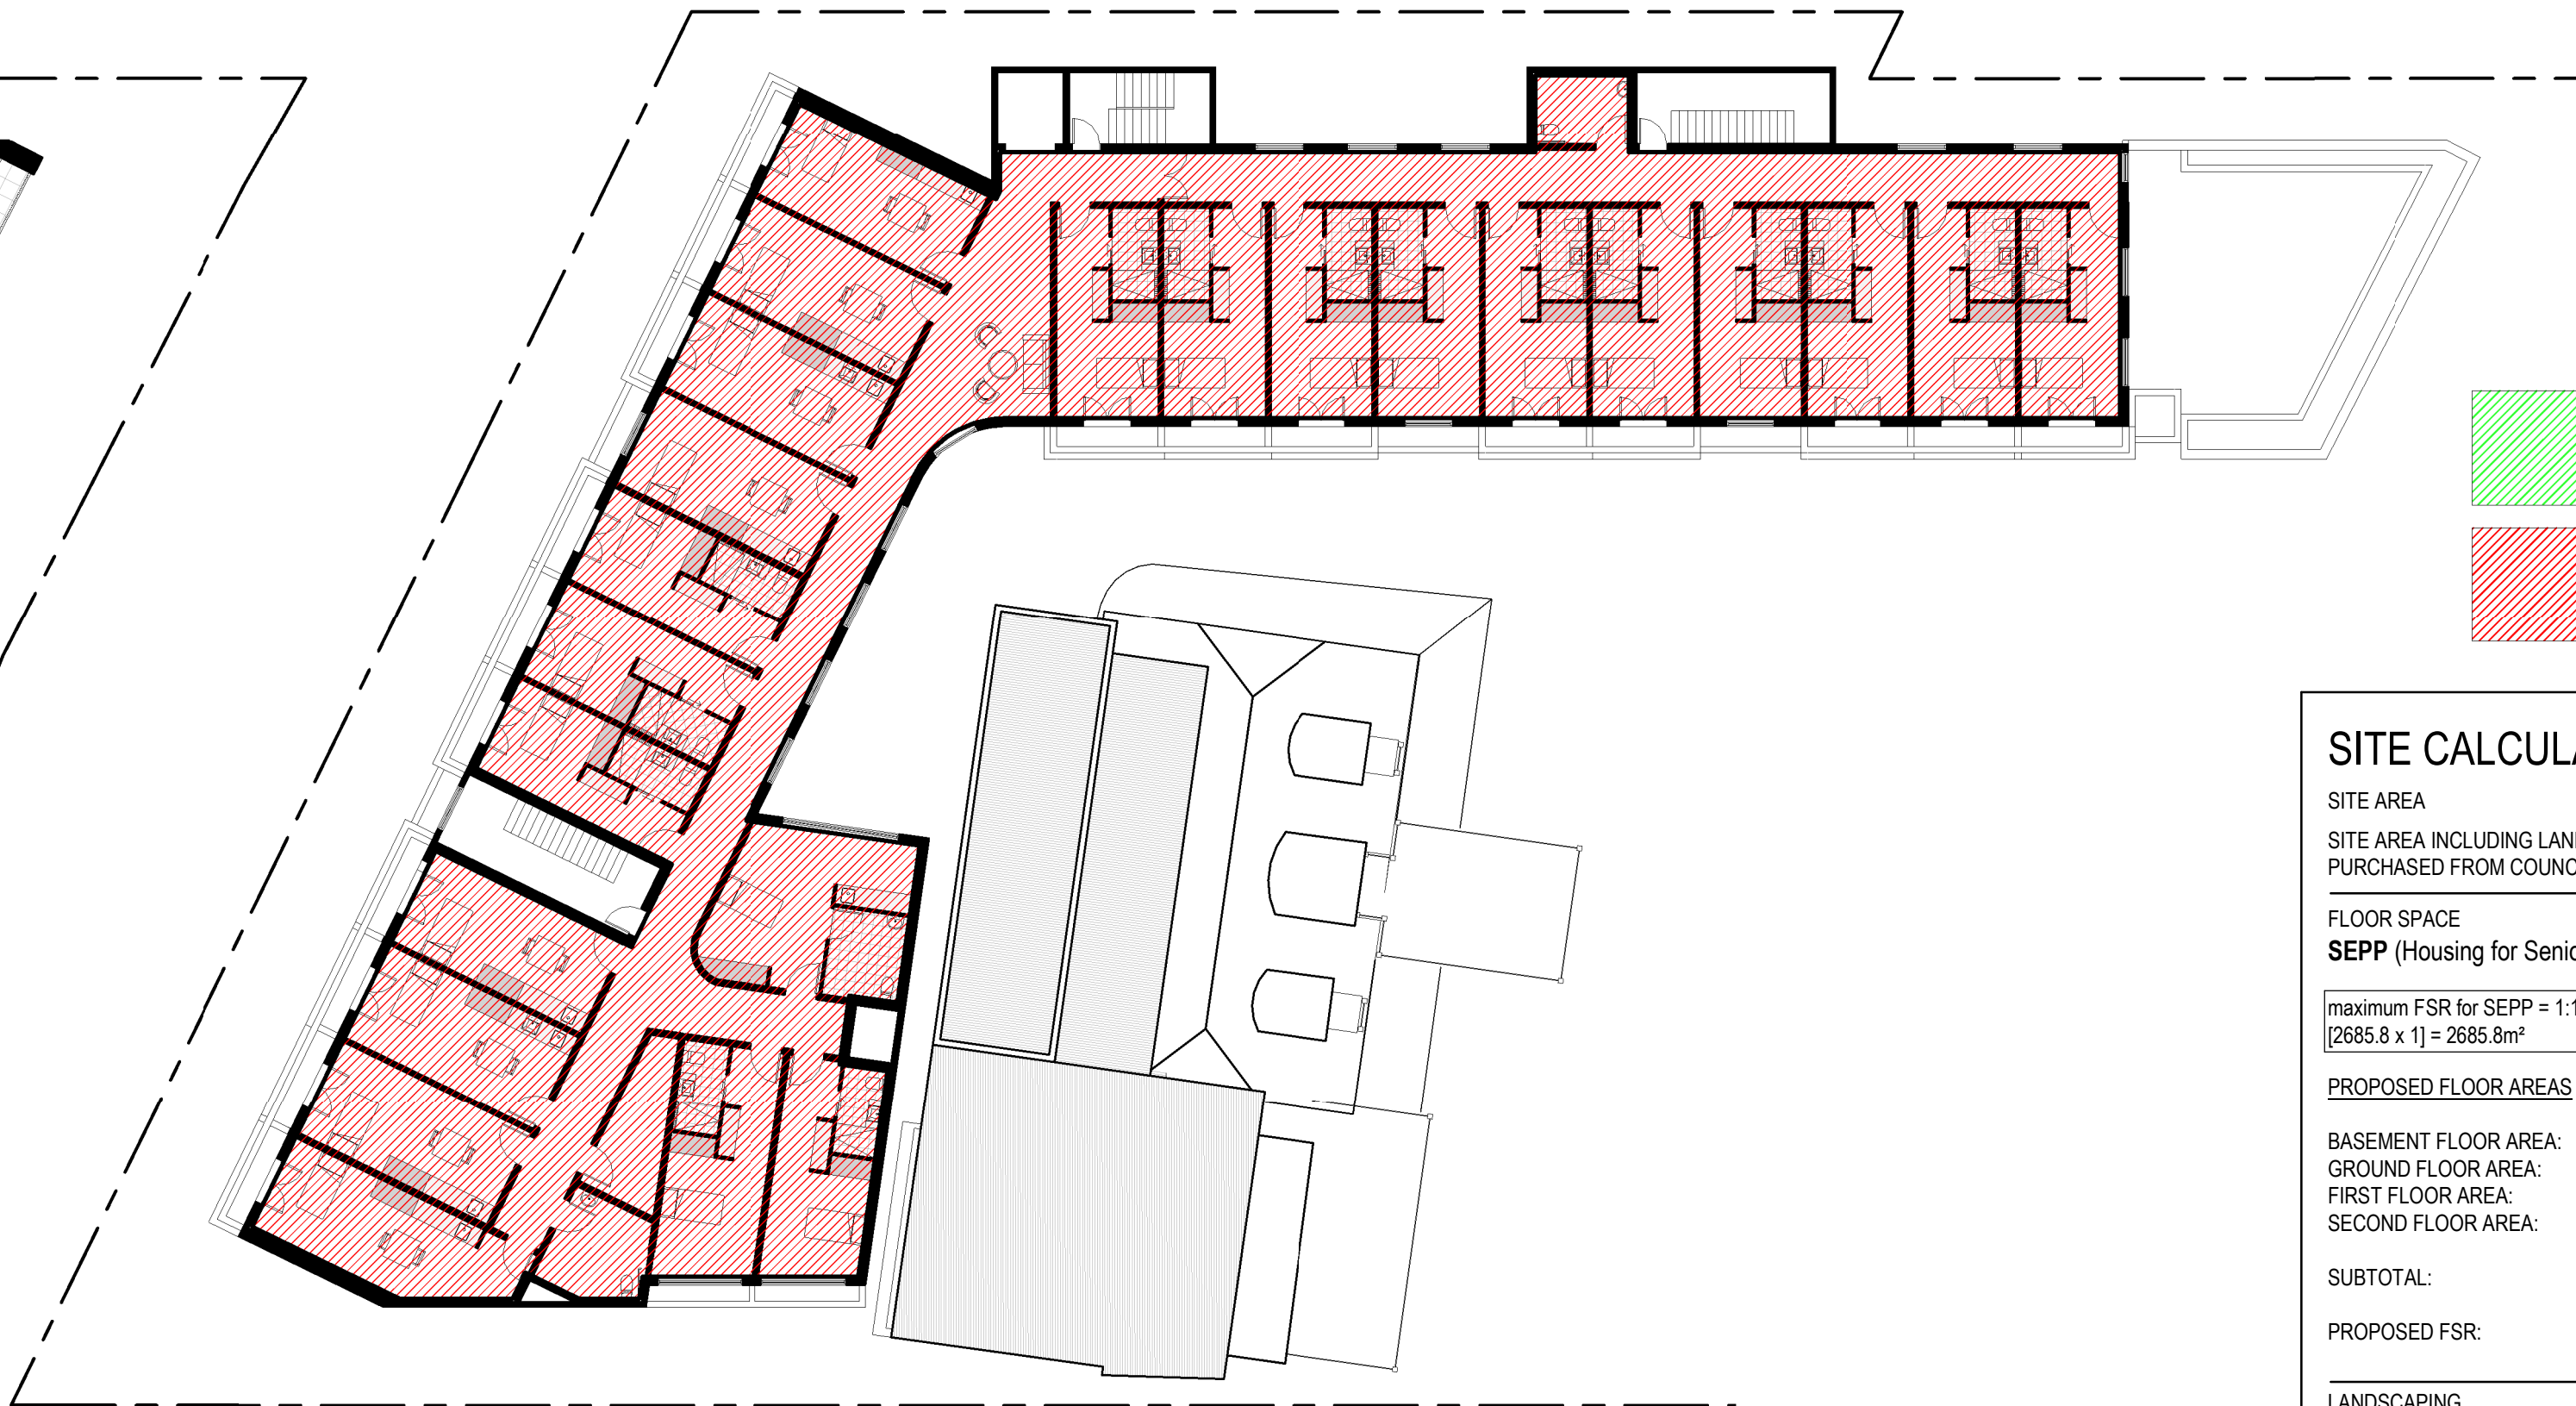 SITE CALCULA
SITE AREA
SITE AREA INCLUDING LAN
PURCHASED FROM COUNC
FLOOR SPACE
SEPP (Housing for Senio
maximum FSR for SEPP = 1:1
[2685.8 x 1] = 2685.8m²
PROPOSED FLOOR AREAS
BASEMENT FLOOR AREA:
GROUND FLOOR AREA:
FIRST FLOOR AREA:
SECOND FLOOR AREA:
SUBTOTAL:
PROPOSED FSR:
LANDSCAPING